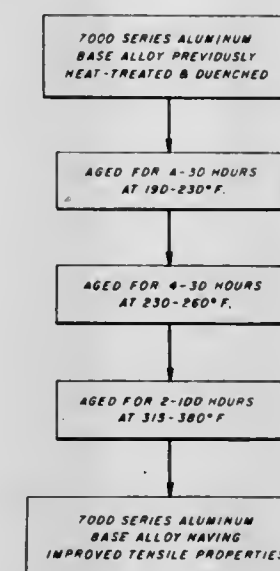 7000 SERIES ALUMINUM
BASE ALLOY PREVIOUSLY
HEAT-TREATED & QUENCHED
AGED FOR 4-30 HOURS
AT 190-230°F.
AGED FOR 4-30 HOURS
AT 230-260°F.
AGED FOR 2-100 HOURS
AT 315-380°F
7000 SERIES ALUMINUM
BASE ALLOY HAVING
IMPROVED TENSILE PROPERTIES